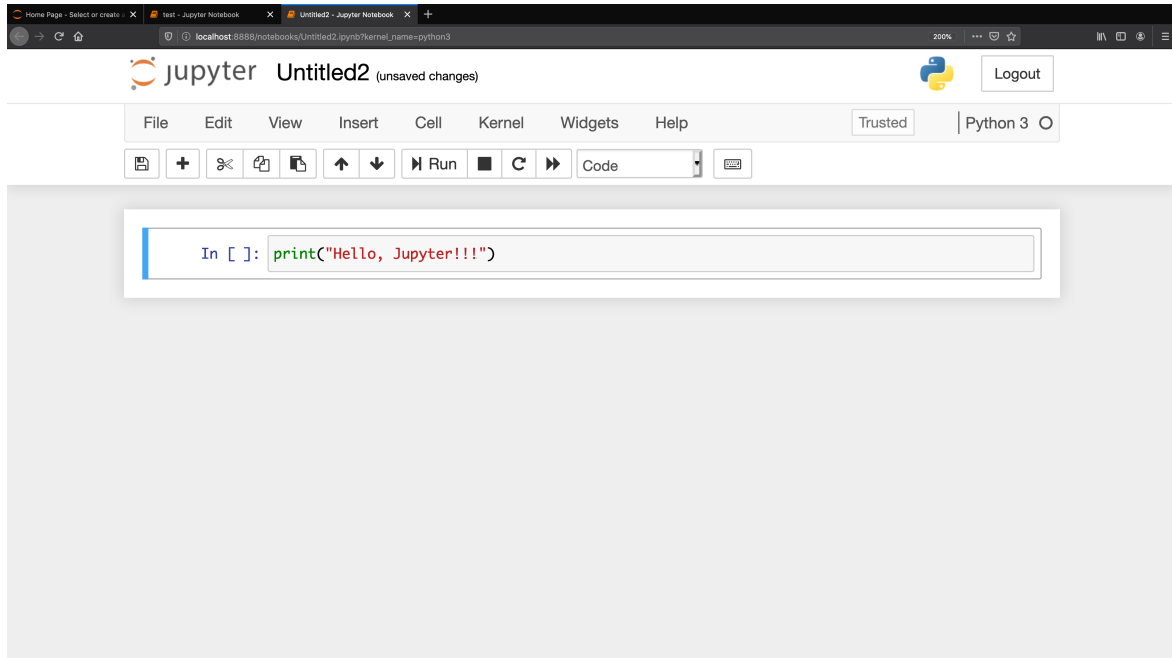 Home Page - Select or create a
test - Jupyter Notebook
Untitled2 - Jupyter Notebook
localhost:8888/notebooks/Untitled2.ipynb?kernel_name=python3
200%
jupyter Untitled2 (unsaved changes)
Logout
File Edit View Insert Cell Kernel Widgets Help
Trusted
Python 3
Run
Code
In [ ]: print("Hello, Jupyter!!!")